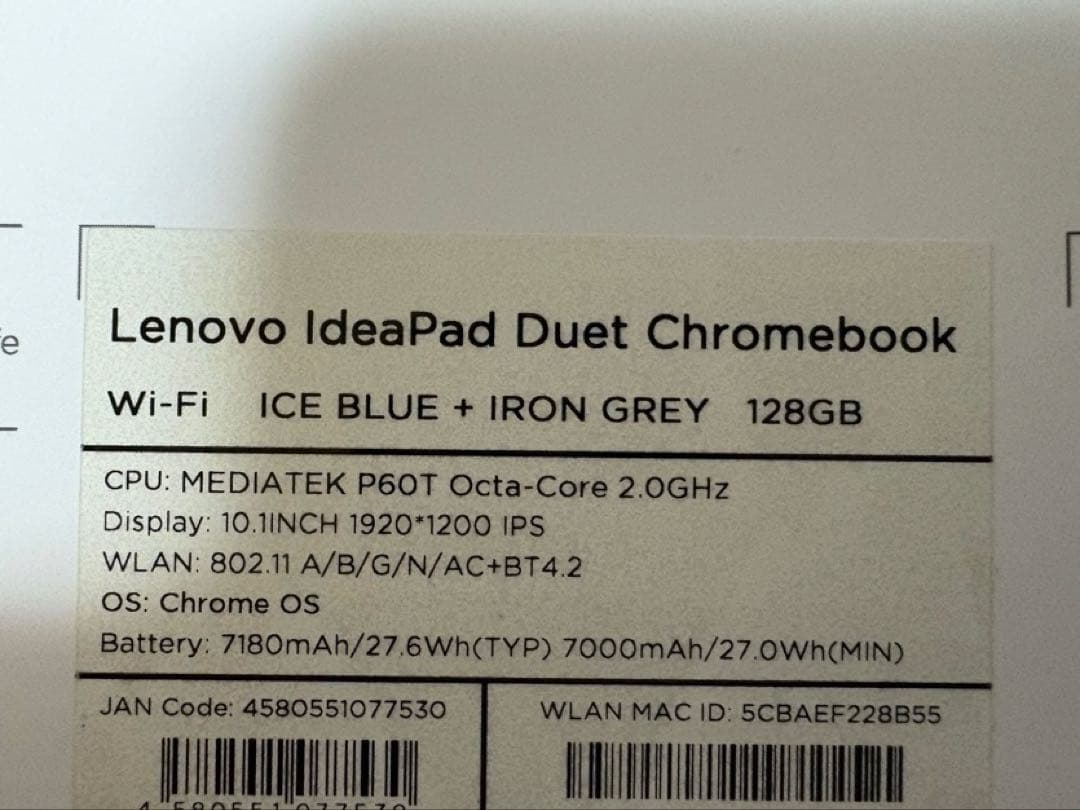 Lenovo IdeaPad Duet Chromebook
Wi-Fi ICE BLUE + IRON GREY 128GB
CPU: MEDIATEK P60T Octa-Core 2.0GHz
Display: 10.1INCH 1920*1200 IPS
WLAN: 802.11 A/B/G/N/AC+BT4.2
OS: Chrome OS
Battery: 7180mAh/27.6Wh(TYP) 7000mAh/27.0Wh(MIN)
JAN Code: 4580551077530
WLAN MAC ID: 5CBAEF228B55